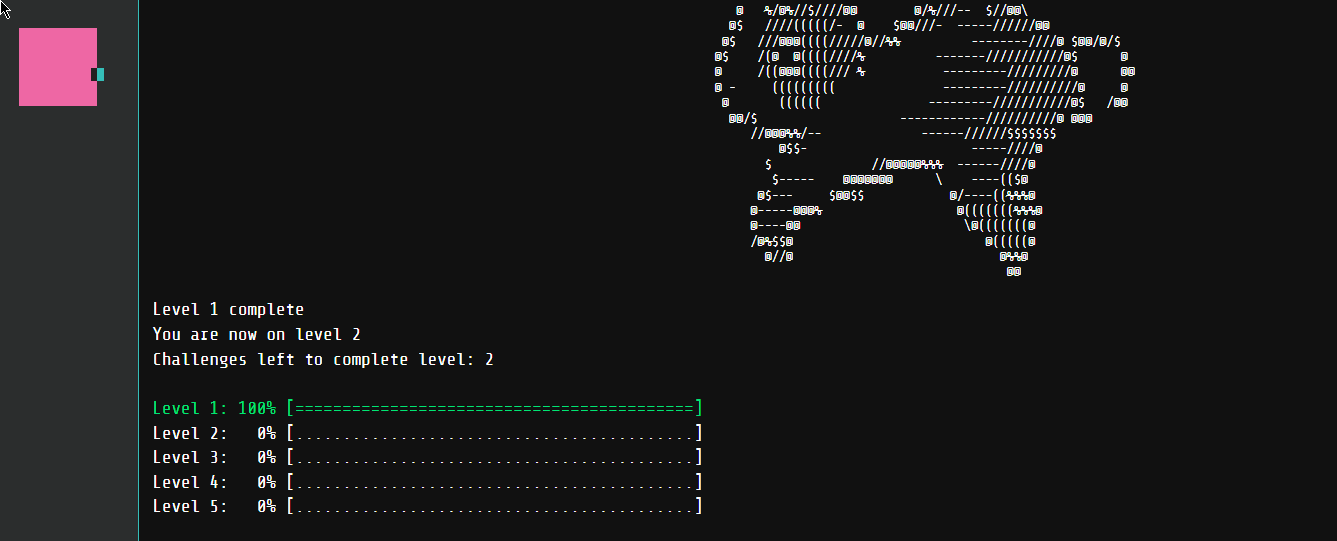 Level 1 complete
You are now on level 2
Challenges left to complete level: 2
Level 1: 100% [==========================================]
Level 2:   0% [..........................................]
Level 3:   0% [..........................................]
Level 4:   0% [..........................................]
Level 5:   0% [..........................................]